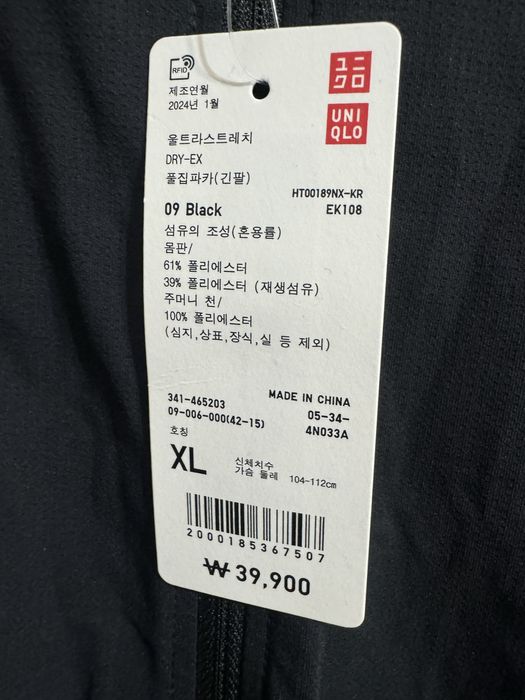 RFID
ユニ
クロ
UNI
QLO
제조연월
2024년 1월
울트라스트레치
DRY-EX
풀집파카(긴팔)
HT00189NX-KR
09 Black
EK108
섬유의 조성(혼용률)
몸판/
61% 폴리에스터
39% 폴리에스터 (재생섬유)
주머니 천/
100% 폴리에스터
(심지,상표,장식,실 등 제외)
341-465203
MADE IN CHINA
09-006-000(42-15)
05-34-
4N033A
호칭
XL
신체치수
가슴 둘레 104-112cm
2000185367507
₩ 39,900